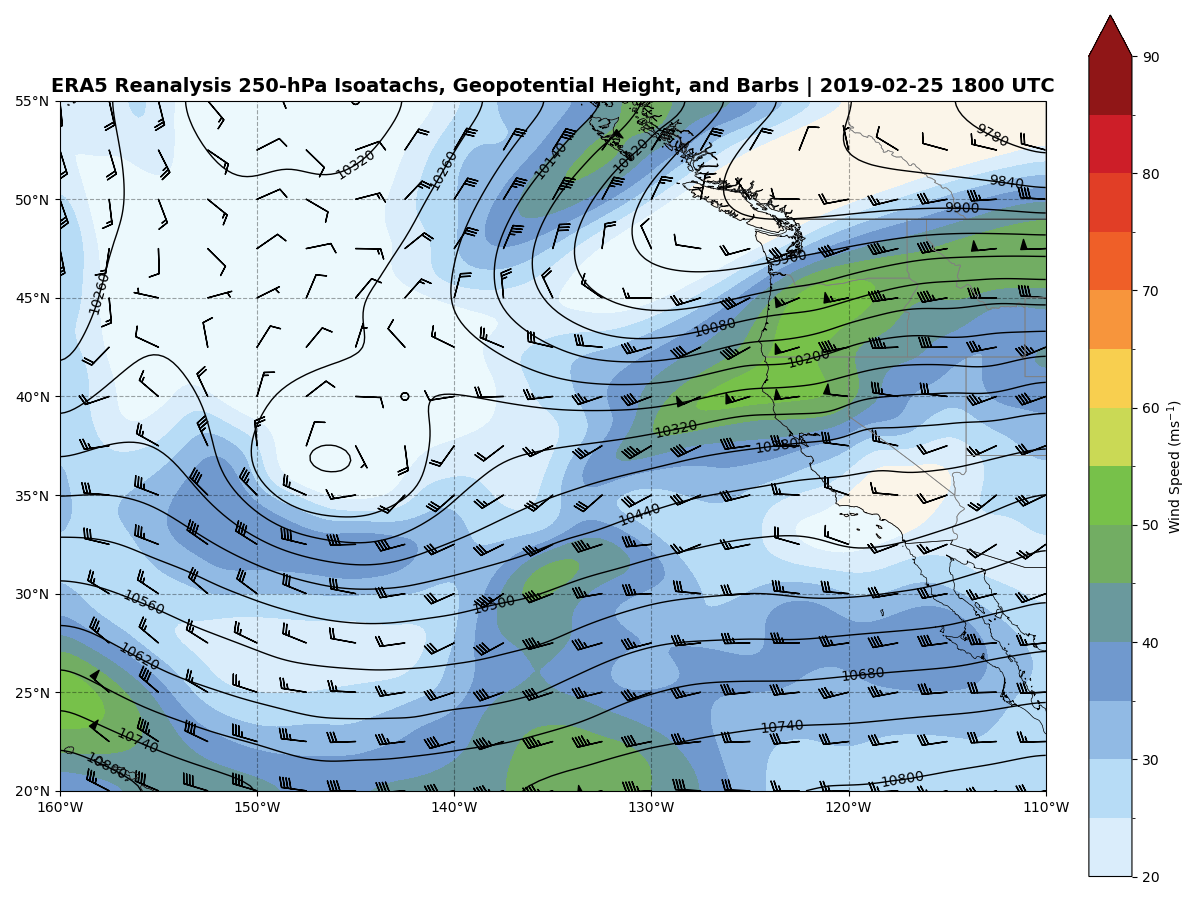 ERA5 Reanalysis 250-hPa Isoatachs, Geopotential Height, and Barbs | 2019-02-25 1800 UTC
55°N
50°N
45°N
40°N
35°N
30°N
25°N
20°N
160°W
150°W
140°W
130°W
120°W
110°W
10320
10260
10140
10020
9780
9840
9900
9960
10260
10080
10200
10320
10380
10440
10500
10560
10620
10680
10740
10740
10800
10800
90
80
70
60
50
40
30
20
Wind Speed (ms⁻¹)